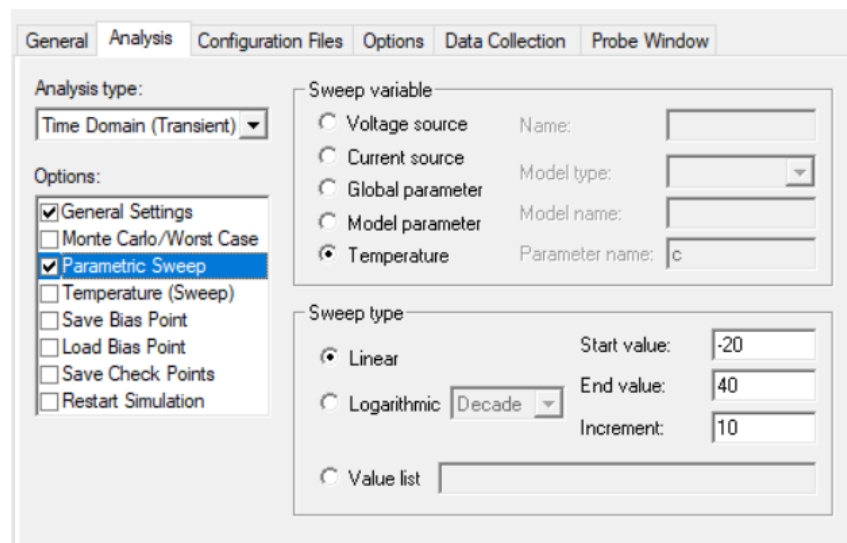 General Analysis Configuration Files Options Data Collection Probe Window
Analysis type:
Time Domain (Transient)
Options:
General Settings
Monte Carlo/Worst Case
Parametric Sweep
Temperature (Sweep)
Save Bias Point
Load Bias Point
Save Check Points
Restart Simulation
Sweep variable
Voltage source
Current source
Global parameter
Model parameter
Temperature
Name:
Model type:
Model name:
Parameter name: c
Sweep type
Linear
Logarithmic Decade
Start value: -20
End value: 40
Increment: 10
Value list